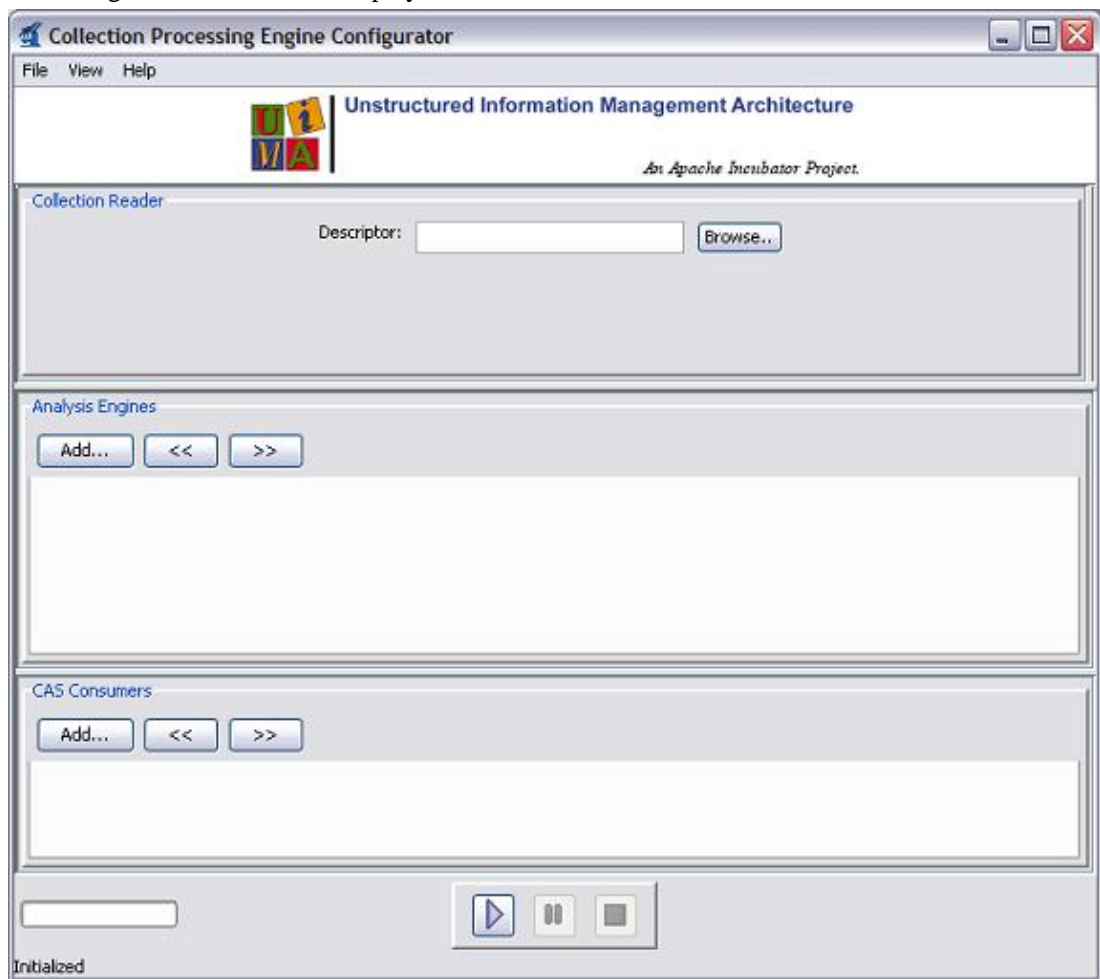 Collection Processing Engine Configurator
File View Help
U i M A
Unstructured Information Management Architecture
An Apache Incubator Project.
Collection Reader
Descriptor: Browse..
Analysis Engines
Add... << >>
CAS Consumers
Add... << >>
Initialized